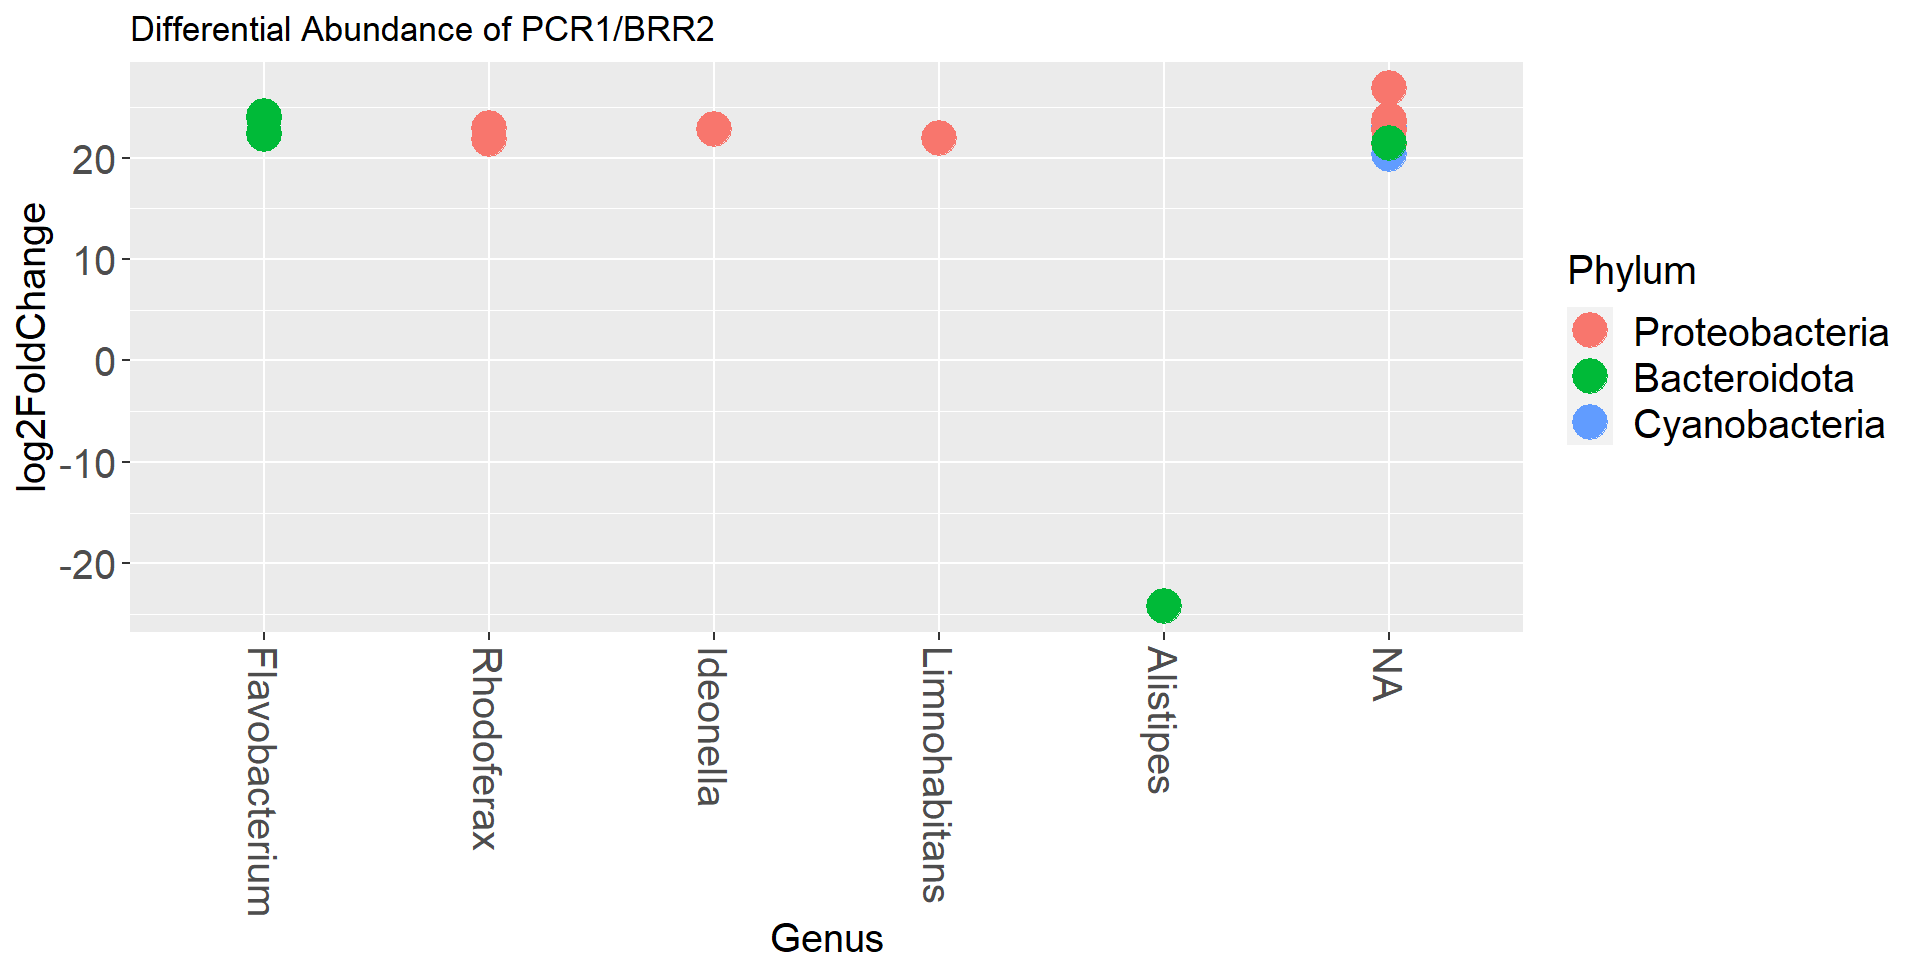 Differential Abundance of PCR1/BRR2
log2FoldChange
20
10
0
-10
-20
Flavobacterium
Rhodoferax
Ideonella
Limnohabitans
Alistipes
NA
Genus
Phylum
Proteobacteria
Bacteroidota
Cyanobacteria